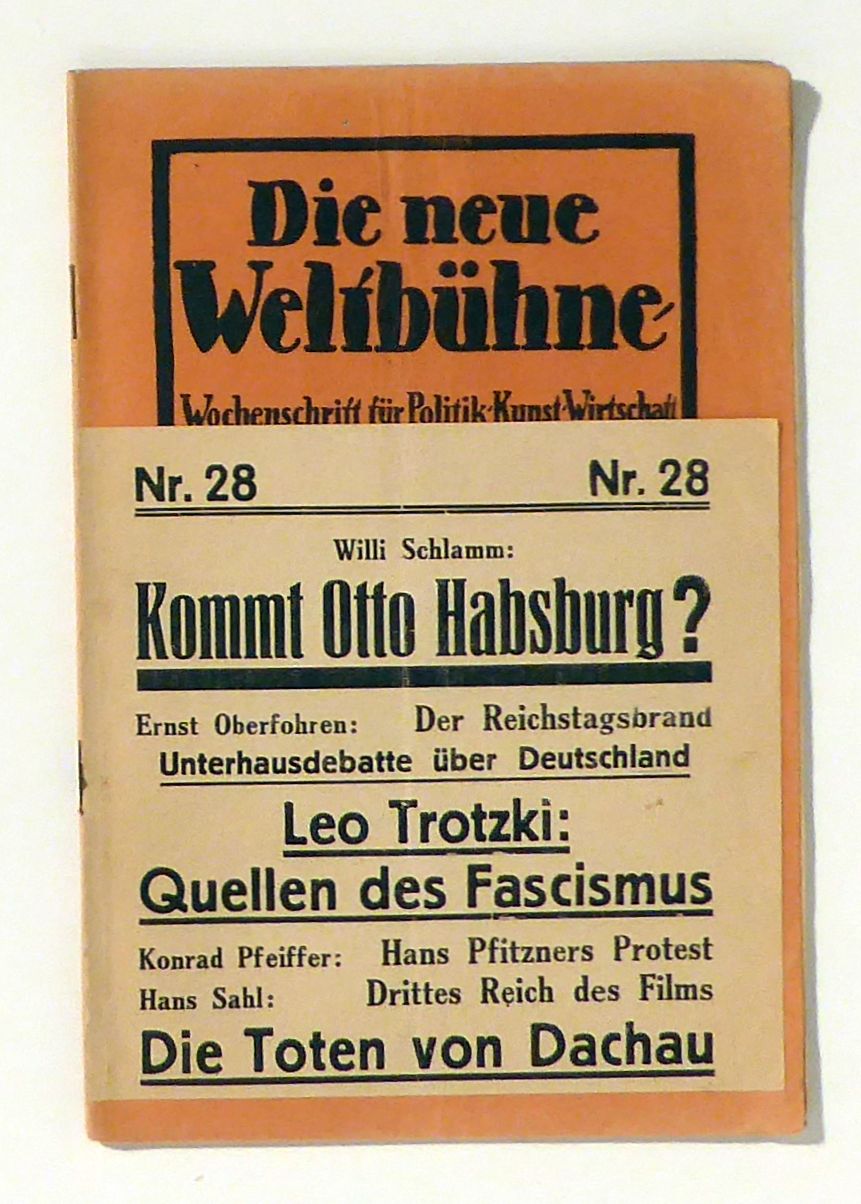 Die neue
Weltbühne
Wochenschrift für Politik·Kunst·Wirtschaft
Nr. 28 Nr. 28
Willi Schlamm:
Kommt Otto Habsburg?
Ernst Oberfohren: Der Reichstagsbrand
Unterhausdebatte über Deutschland
Leo Trotzki:
Quellen des Fascismus
Konrad Pfeiffer: Hans Pfitzners Protest
Hans Sahl: Drittes Reich des Films
Die Toten von Dachau